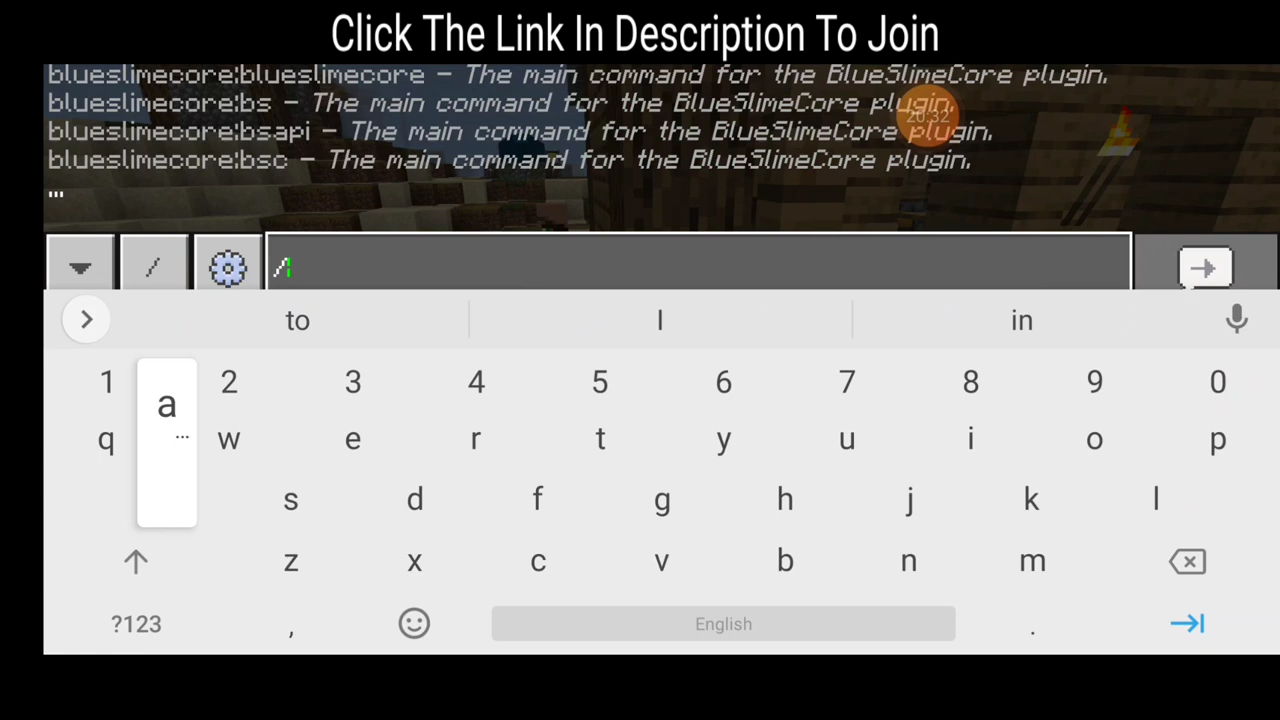 Click The Link In Description To Join
blueslimecore:blueslimecore – The main command for the BlueSlimeCore plugin.
blueslimecore:bs – The main command for the BlueSlimeCore plugin.
20:32
blueslimecore:bsapi – The main command for the BlueSlimeCore plugin.
blueslimecore:bsc – The main command for the BlueSlimeCore plugin.
...
/
/
to I in
1 2 3 4 5 6 7 8 9 0
q w e r t y u i o p
a ...
s d f g h j k l
z x c v b n m
?123 , English .